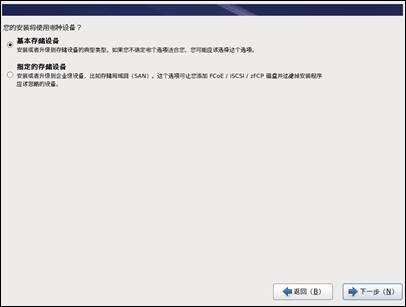 您的安装将使用哪种设备？
基本存储设备
安装或者升级到存储设备的典型类型。如果您不确定哪个选项适合您，您可能应该选择这个选项。
指定的存储设备
安装或者升级到企业级设备，比如存储局域网（SAN）。这个选项可让您添加 FCoE / iSCSI / zFCP 磁盘并过滤掉安装程序
应该忽略的设备。
返回（B） 下一步（N）